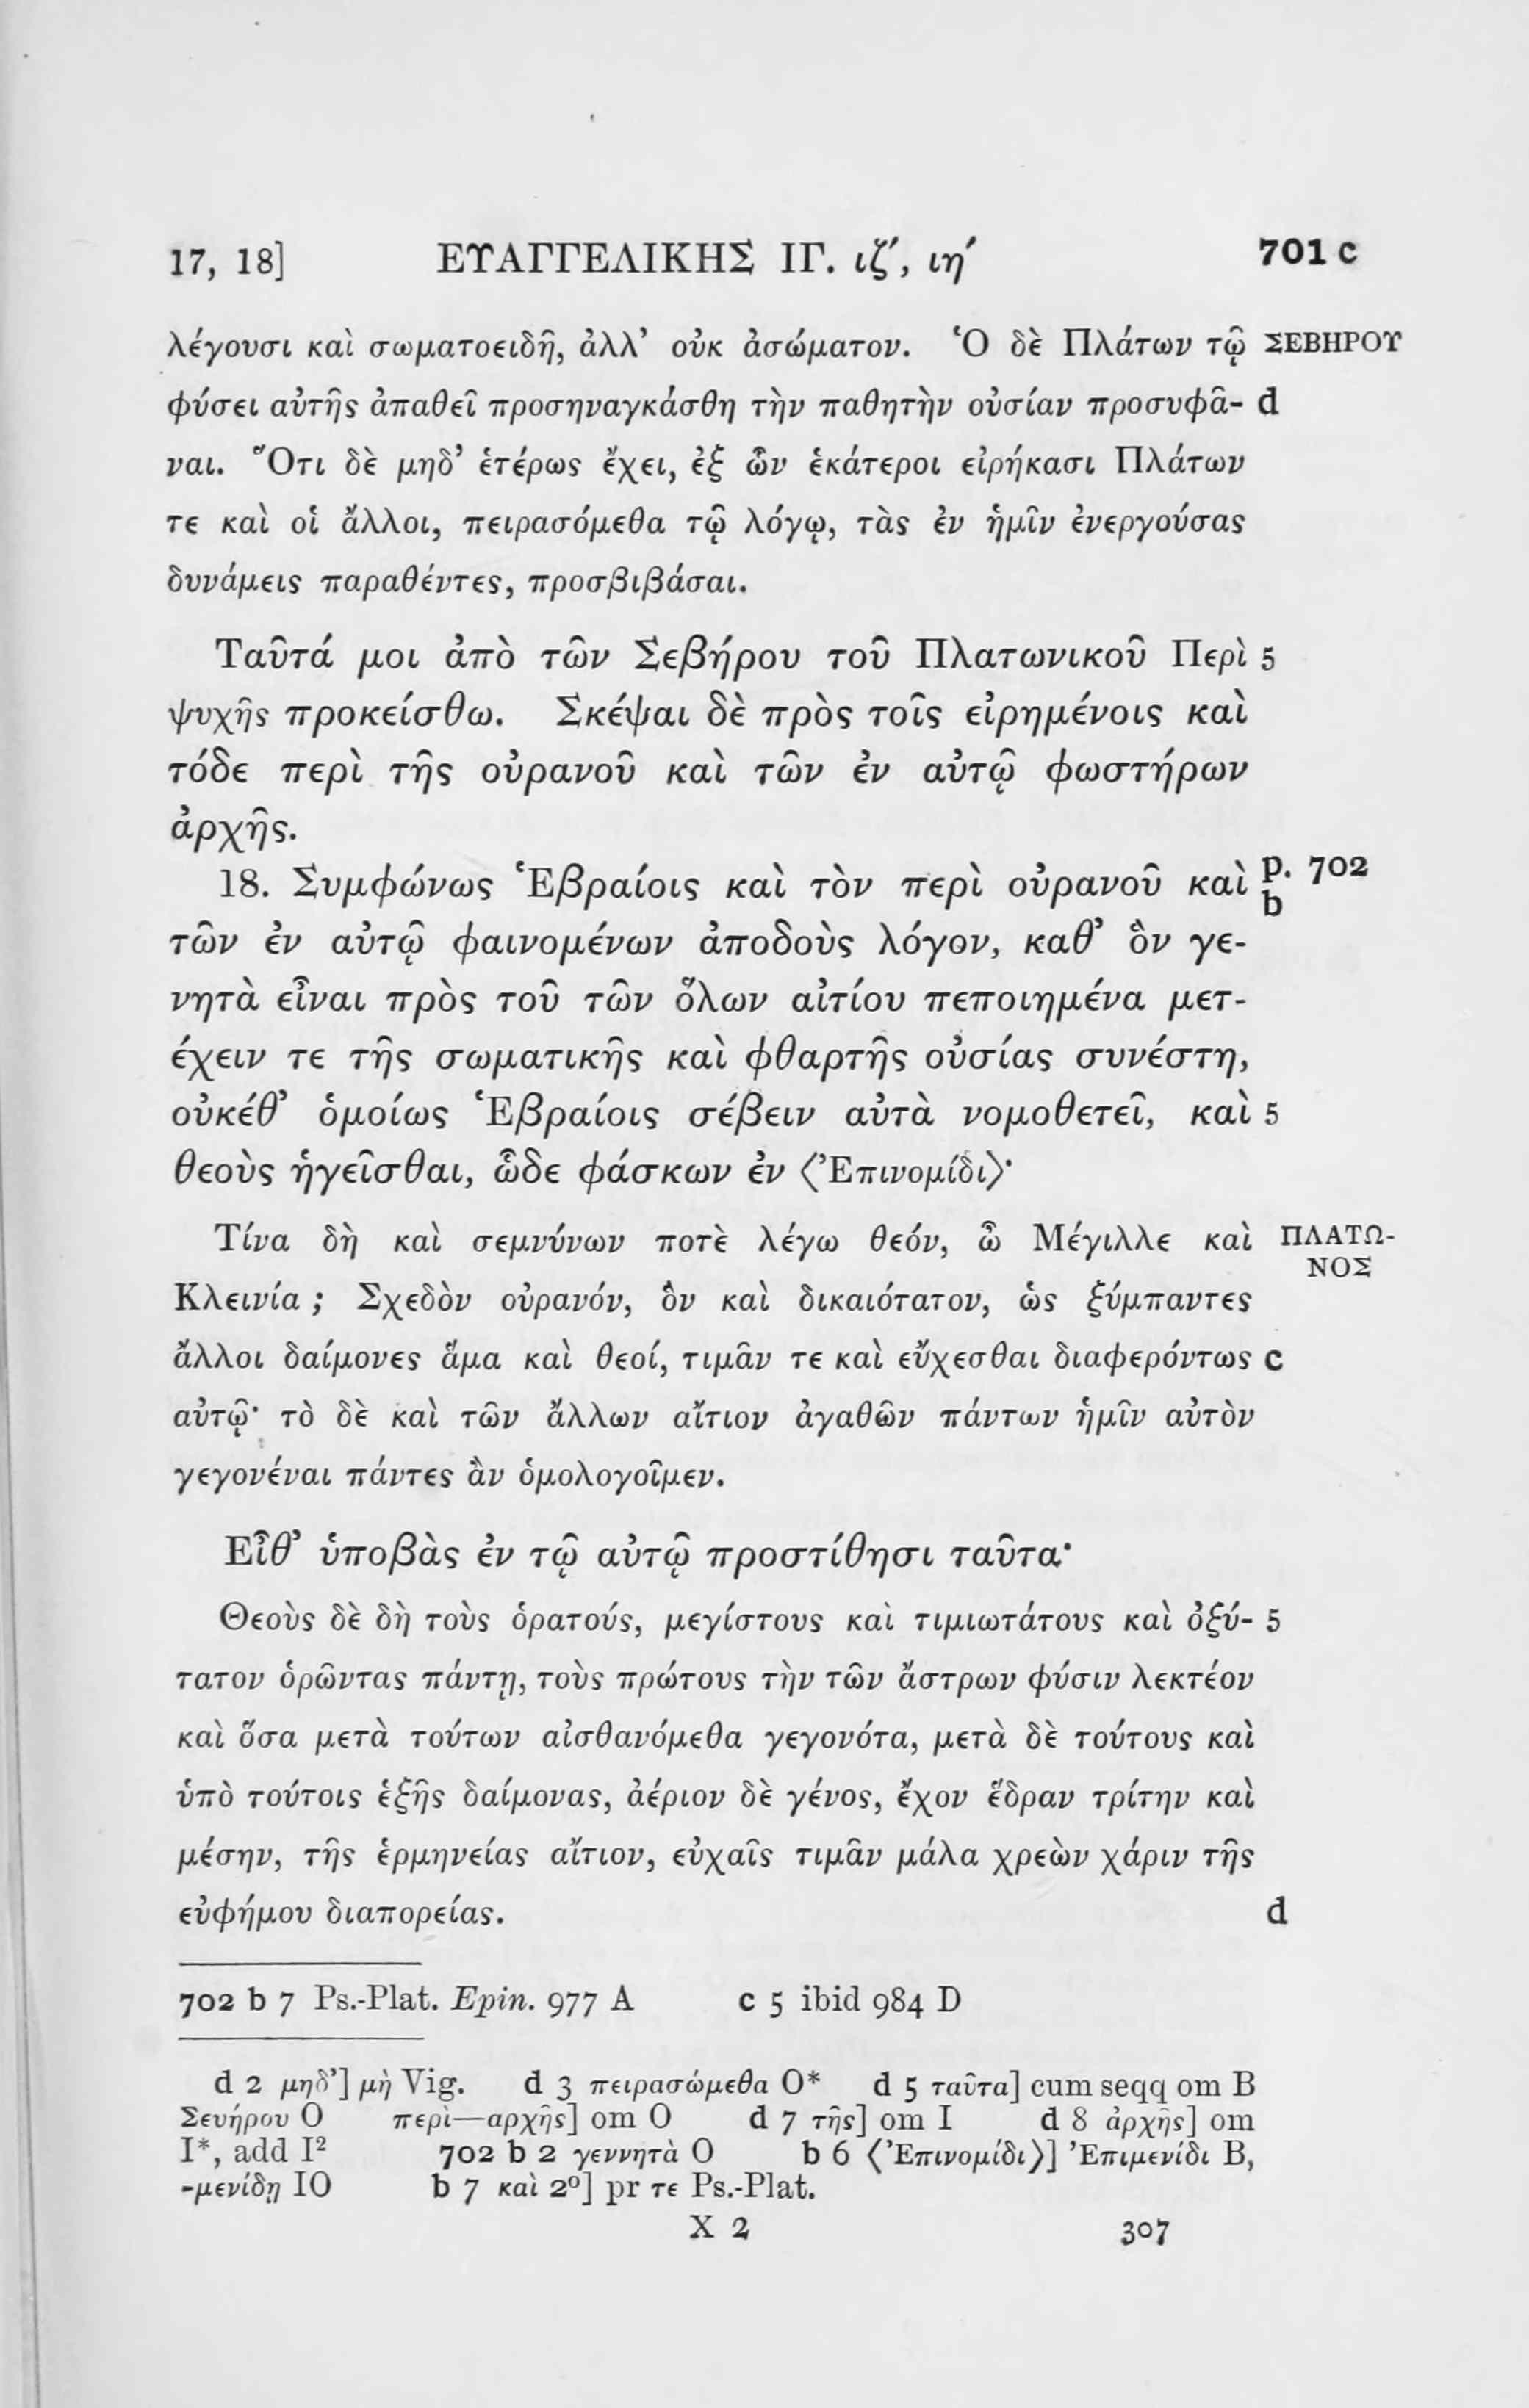 17, 18] ΕΥΑΓΓΕΛΙΚΗΣ ΙΓ. ιζ´, ιη´ 701 c
λέγουσι καὶ σωματοειδῆ, ἀλλ’ οὐκ ἀσώματον. Ὁ δὲ Πλάτων τῷ ΣΕΒΗΡΟΥ
φύσει αὐτῆς ἀπαθεῖ προσηναγκάσθη τὴν παθητὴν οὐσίαν προσυφᾶ- d
ναι. Ὅτι δὲ μηδ’ ἑτέρως ἔχει, ἐξ ὧν ἑκάτεροι εἰρήκασι Πλάτων
τε καὶ οἱ ἄλλοι, πειρασόμεθα τῷ λόγῳ, τὰς ἐν ἡμῖν ἐνεργούσας
δυνάμεις παραθέντες, προσβιβάσαι.
Ταῦτά μοι ἀπὸ τῶν Σεβήρου τοῦ Πλατωνικοῦ Περὶ 5
ψυχῆς προκείσθω. Σκέψαι δὲ πρὸς τοῖς εἰρημένοις καὶ
τόδε περὶ τῆς οὐρανοῦ καὶ τῶν ἐν αὐτῷ φωστήρων
ἀρχῆς.
18. Συμφώνως Ἑβραίοις καὶ τὸν περὶ οὐρανοῦ καὶ p. 702 b
τῶν ἐν αὐτῷ φαινομένων ἀποδοὺς λόγον, καθ’ ὃν γε-
νητὰ εἶναι πρὸς τοῦ τῶν ὅλων αἰτίου πεποιημένα μετ-
έχειν τε τῆς σωματικῆς καὶ φθαρτῆς οὐσίας συνέστη,
οὐκέθ’ ὁμοίως Ἑβραίοις σέβειν αὐτὰ νομοθετεῖ, καὶ 5
θεοὺς ἡγεῖσθαι, ὧδε φάσκων ἐν ⟨Ἐπινομίδι⟩·
Τίνα δὴ καὶ σεμνύνων ποτὲ λέγω θεόν, ὦ Μέγιλλε καὶ ΠΛΑΤΩ-
ΝΟΣ
Κλεινία ; Σχεδὸν οὐρανόν, ὃν καὶ δικαιότατον, ὡς ξύμπαντες
ἄλλοι δαίμονες ἅμα καὶ θεοί, τιμᾶν τε καὶ εὔχεσθαι διαφερόντως c
αὐτῷ· τὸ δὲ καὶ τῶν ἄλλων αἴτιον ἀγαθῶν πάντων ἡμῖν αὐτὸν
γεγονέναι πάντες ἂν ὁμολογοῖμεν.
Εἶθ’ ὑποβὰς ἐν τῷ αὐτῷ προστίθησι ταῦτα·
Θεοὺς δὲ δὴ τοὺς ὁρατούς, μεγίστους καὶ τιμιωτάτους καὶ ὀξύ- 5
τατον ὁρῶντας πάντῃ, τοὺς πρώτους τὴν τῶν ἄστρων φύσιν λεκτέον
καὶ ὅσα μετὰ τούτων αἰσθανόμεθα γεγονότα, μετὰ δὲ τούτους καὶ
ὑπὸ τούτοις ἑξῆς δαίμονας, ἀέριον δὲ γένος, ἔχον ἕδραν τρίτην καὶ
μέσην, τῆς ἑρμηνείας αἴτιον, εὐχαῖς τιμᾶν μάλα χρεὼν χάριν τῆς
εὐφήμου διαπορείας. d
702 b 7 Ps.-Plat. Epin. 977 A c 5 ibid 984 D
d 2 μηδ’] μὴ Vig. d 3 πειρασώμεθα O* d 5 ταῦτα] cum seqq om B
Σευήρου O περὶ—αρχῆς] om O d 7 τῆς] om I d 8 ἀρχῆς] om
I*, add I² 702 b 2 γεννητὰ O b 6 ⟨Ἐπινομίδι⟩] Ἐπιμενίδι B,
-μενίδῃ IO b 7 καὶ 2⁰] pr τε Ps.-Plat.
X 2 307